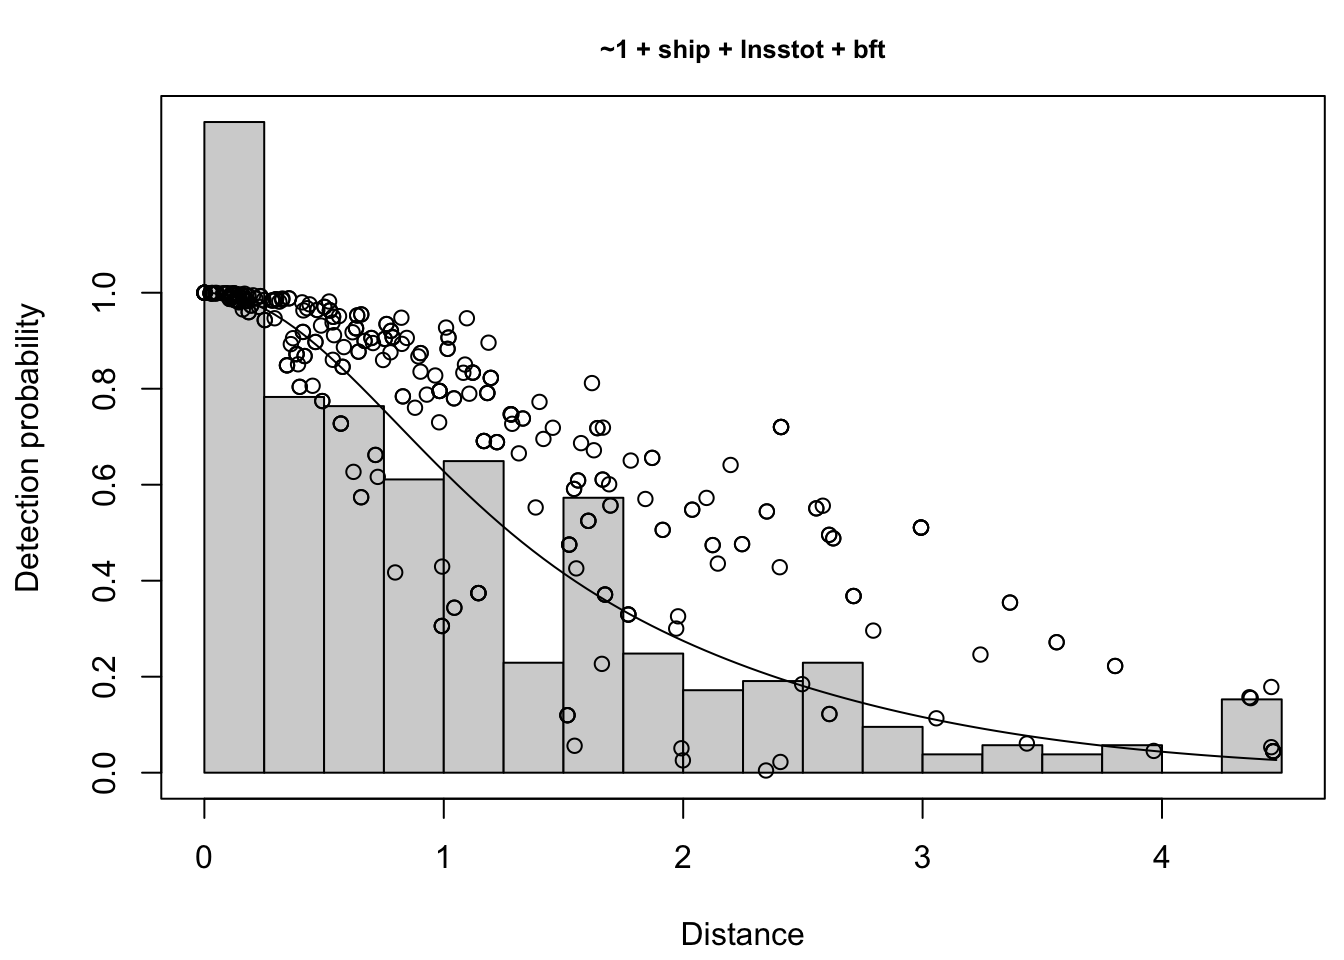 ~1 + ship + lnsstot + bft
Detection probability
1.0
0.8
0.6
0.4
0.2
0.0
0 1 2 3 4
Distance